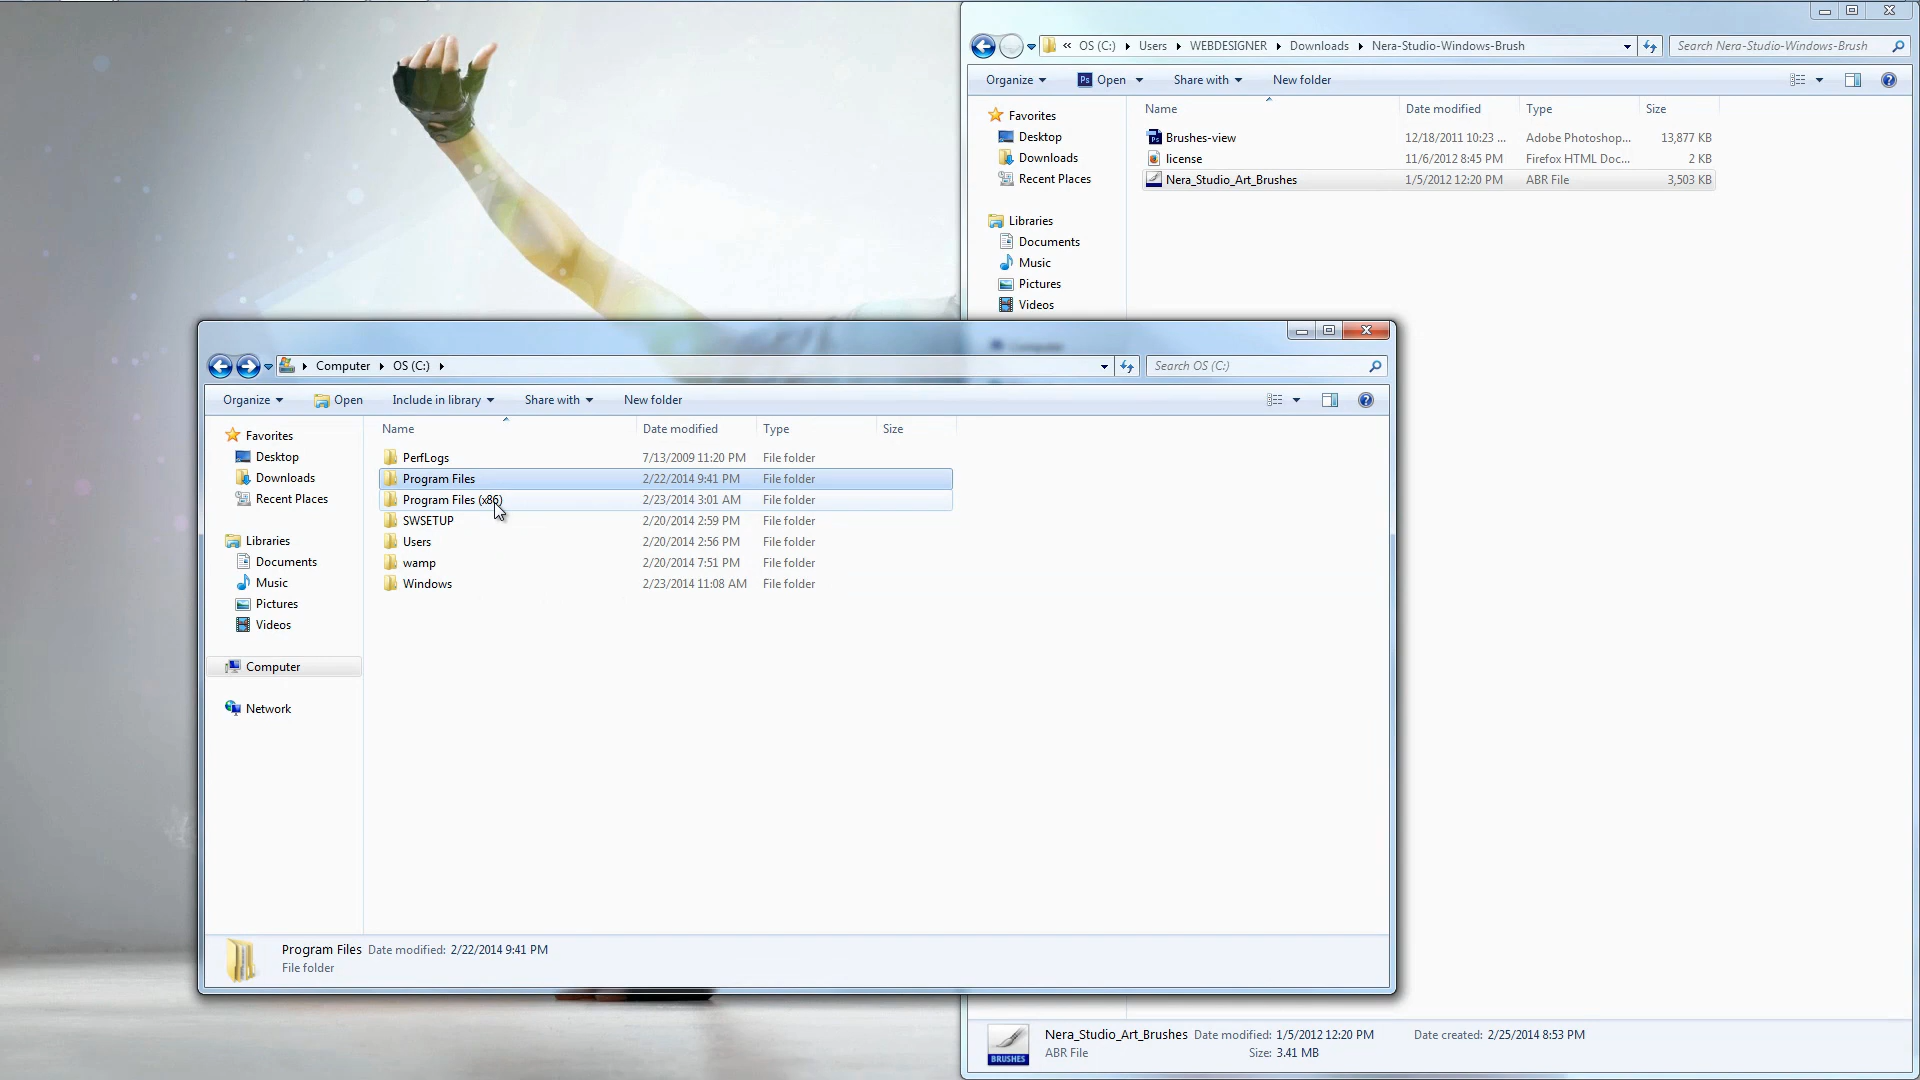 « OS (C:) Users WEBDESIGNER Downloads Nera-Studio-Windows-Brush Search Nera-Studio-Windows-Brush
Organize Ps Open Share with New folder
Favorites
Desktop
Downloads
Recent Places
Libraries
Documents
Music
Pictures
Videos
Computer
Name Date modified Type Size
Brushes-view 12/18/2011 10:23 ... Adobe Photoshop... 13,877 KB
license 11/6/2012 8:45 PM Firefox HTML Doc... 2 KB
Nera_Studio_Art_Brushes 1/5/2012 12:20 PM ABR File 3,503 KB
Computer OS (C:) Search OS (C:)
Organize Open Include in library Share with New folder
Favorites
Desktop
Downloads
Recent Places
Libraries
Documents
Music
Pictures
Videos
Computer
Network
Name Date modified Type Size
PerfLogs 7/13/2009 11:20 PM File folder
Program Files 2/22/2014 9:41 PM File folder
Program Files (x86) 2/23/2014 3:01 AM File folder
SWSETUP 2/20/2014 2:59 PM File folder
Users 2/20/2014 2:56 PM File folder
wamp 2/20/2014 7:51 PM File folder
Windows 2/23/2014 11:08 AM File folder
Program Files Date modified: 2/22/2014 9:41 PM
File folder
BRUSHES
Nera_Studio_Art_Brushes Date modified: 1/5/2012 12:20 PM Date created: 2/25/2014 8:53 PM
ABR File Size: 3.41 MB